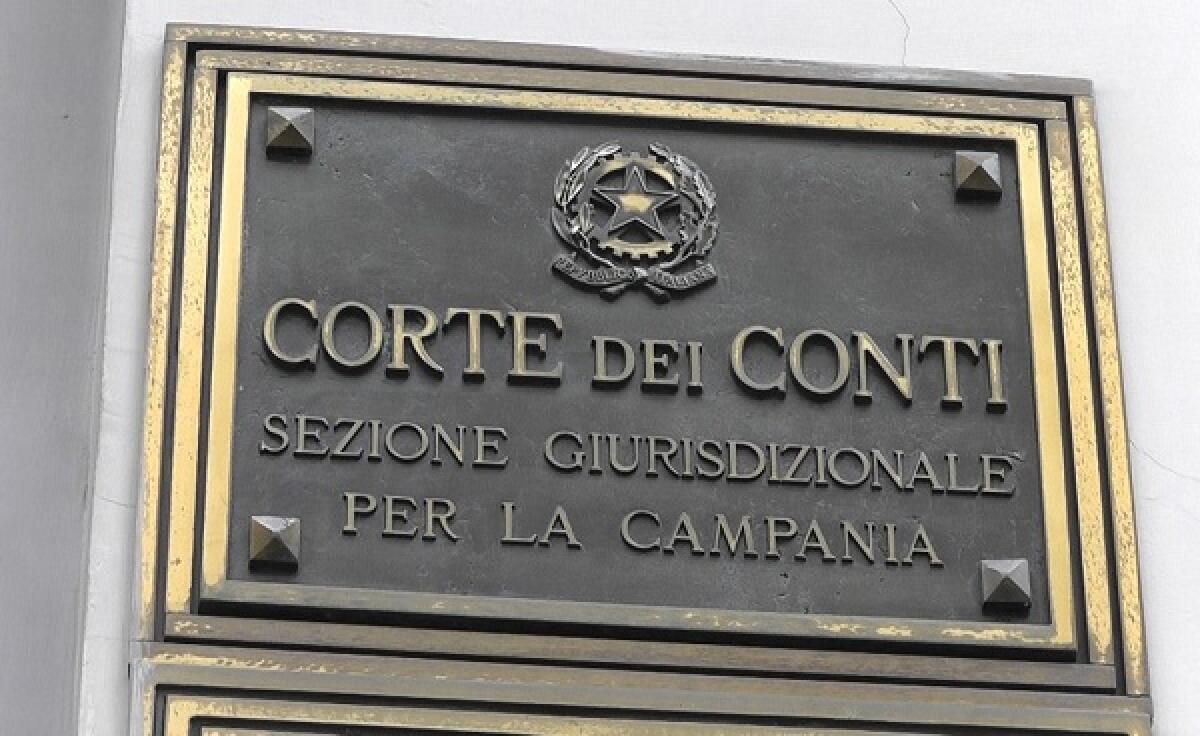 CORTE DEI CONTI
SEZIONE GIURISDIZIONALE
PER LA CAMPANIA